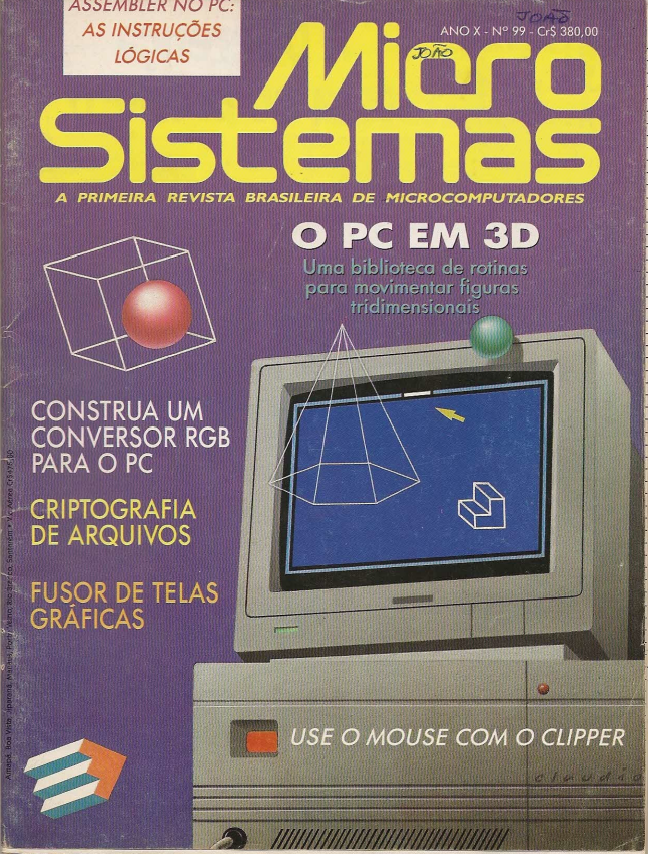 ASSEMBLER NO PC:
AS INSTRUÇÕES
LÓGICAS
JOÃO
ANO X - Nº 99 - Cr$ 380,00
JOÃO
Micro
Sistemas
A PRIMEIRA REVISTA BRASILEIRA DE MICROCOMPUTADORES
O PC EM 3D
Uma biblioteca de rotinas
para movimentar figuras
tridimensionais
CONSTRUA UM
CONVERSOR RGB
PARA O PC
CRIPTOGRAFIA
DE ARQUIVOS
FUSOR DE TELAS
GRÁFICAS
USE O MOUSE COM O CLIPPER
claudio